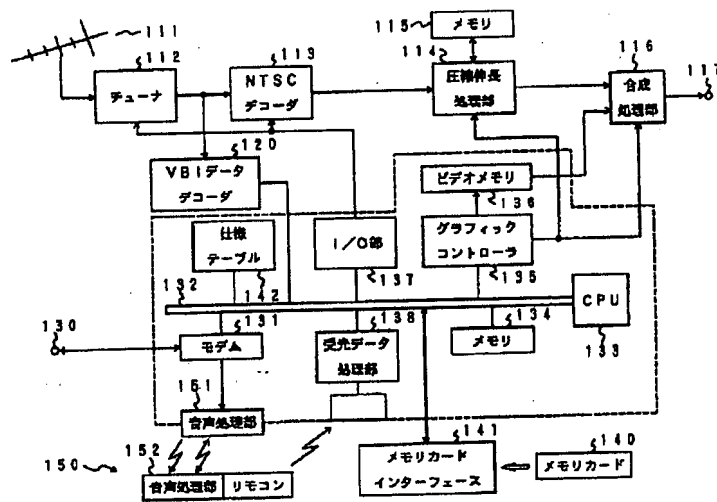 111
112
チューナ
113
NTSC
デコーダ
115
メモリ
114
圧縮伸長
処理部
116
合成
処理部
117
120
VBIデータ
デコーダ
ビデオメモリ
136
仕様
テーブル
142
I/O部
137
グラフィック
コントローラ
135
132
131
138
134
CPU
133
130
モデム
受光データ
処理部
メモリ
151
音声処理部
141
メモリカード
インターフェース
140
メモリカード
150
152
音声処理部
リモコン